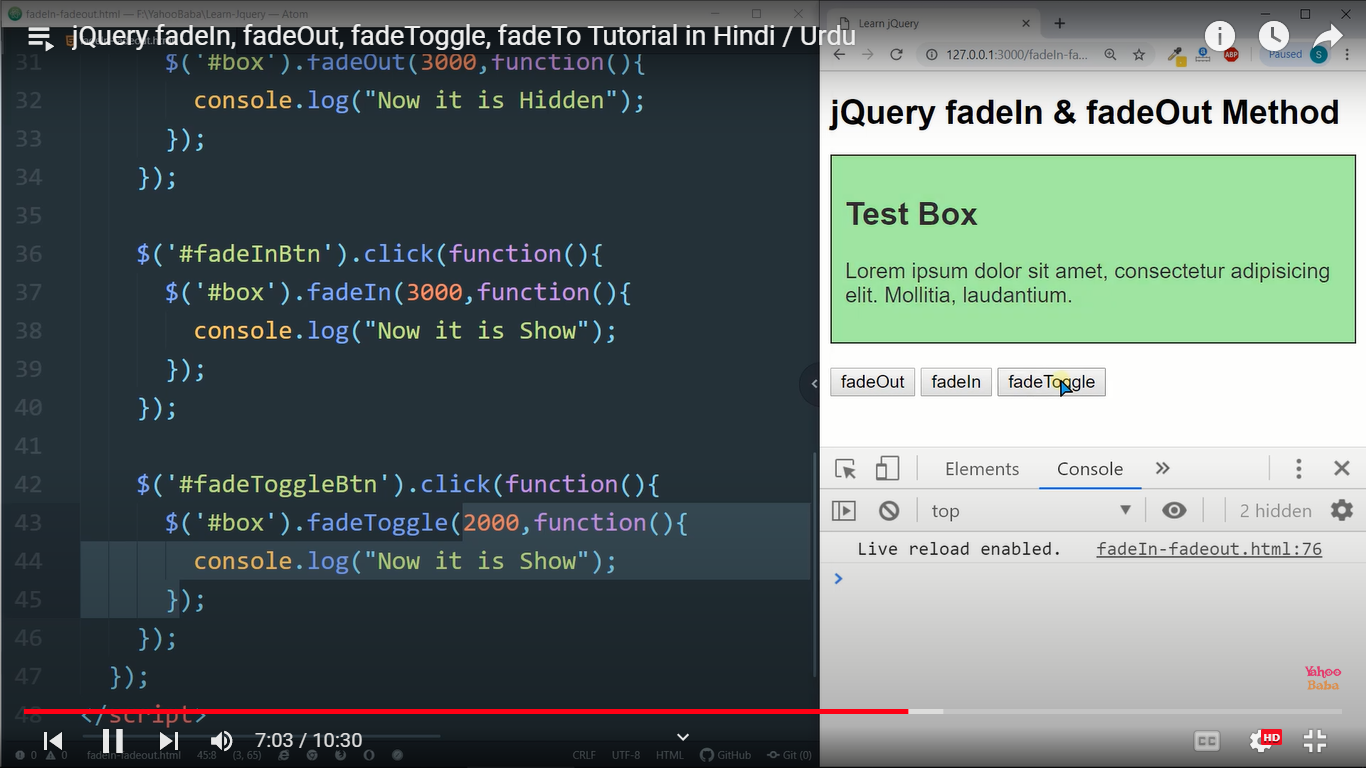 fadeIn-fadeout.html — F:\YahooBaba\Learn-Jquery — Atom
jQuery fadeIn, fadeOut, fadeToggle, fadeTo Tutorial in Hindi / Urdu
31 $('#box').fadeOut(3000,function(){
32 console.log("Now it is Hidden");
33 });
34 });
35
36 $('#fadeInBtn').click(function(){
37 $('#box').fadeIn(3000,function(){
38 console.log("Now it is Show");
39 });
40 });
41
42 $('#fadeToggleBtn').click(function(){
43 $('#box').fadeToggle(2000,function(){
44 console.log("Now it is Show");
45 });
46 });
47 });
48 </script>
7:03 / 10:30
0 0 fadeIn-fadeout.html 45:8 (3, 65) CRLF UTF-8 HTML GitHub Git (0)
Learn jQuery
127.0.0.1:3000/fadeIn-fa... ABP Paused S
jQuery fadeIn & fadeOut Method
Test Box
Lorem ipsum dolor sit amet, consectetur adipisicing
elit. Mollitia, laudantium.
fadeOut fadeIn fadeToggle
Elements Console
top 2 hidden
Live reload enabled. fadeIn-fadeout.html:76
Yahoo
Baba
CC HD